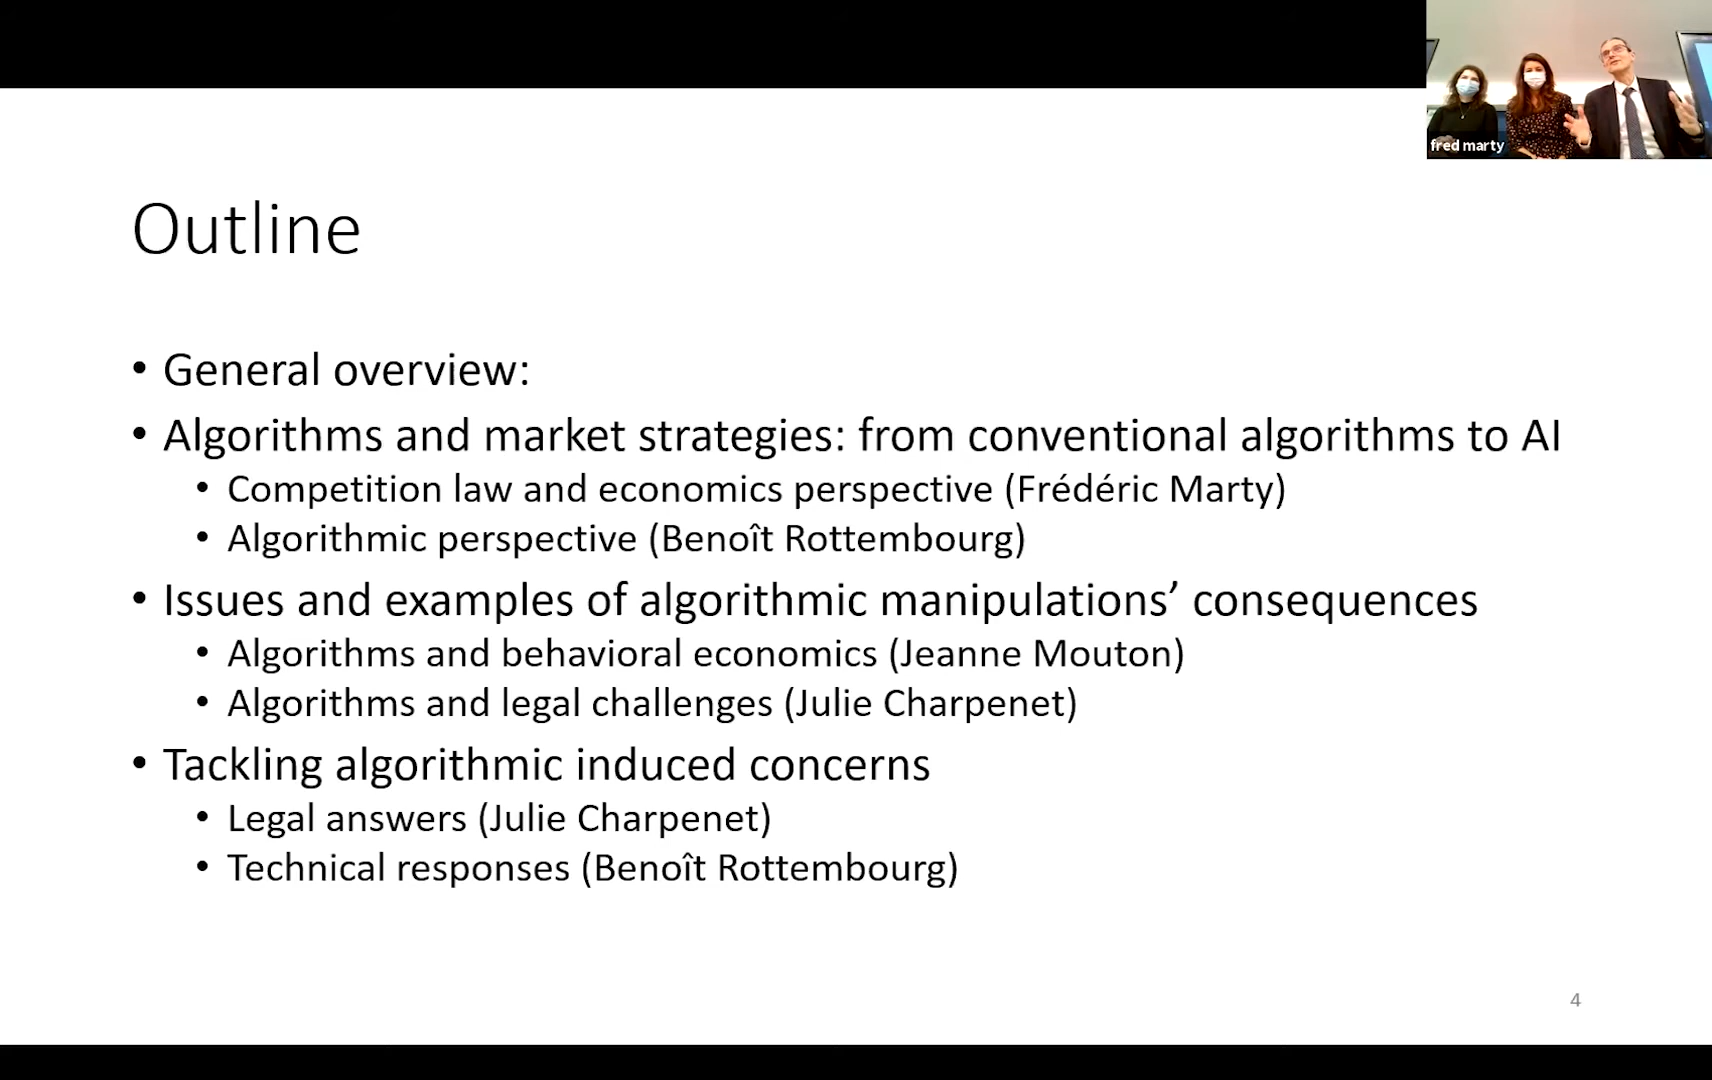 fred marty
Outline
• General overview:
• Algorithms and market strategies: from conventional algorithms to AI
• Competition law and economics perspective (Frédéric Marty)
• Algorithmic perspective (Benoît Rottembourg)
• Issues and examples of algorithmic manipulations’ consequences
• Algorithms and behavioral economics (Jeanne Mouton)
• Algorithms and legal challenges (Julie Charpenet)
• Tackling algorithmic induced concerns
• Legal answers (Julie Charpenet)
• Technical responses (Benoît Rottembourg)
4